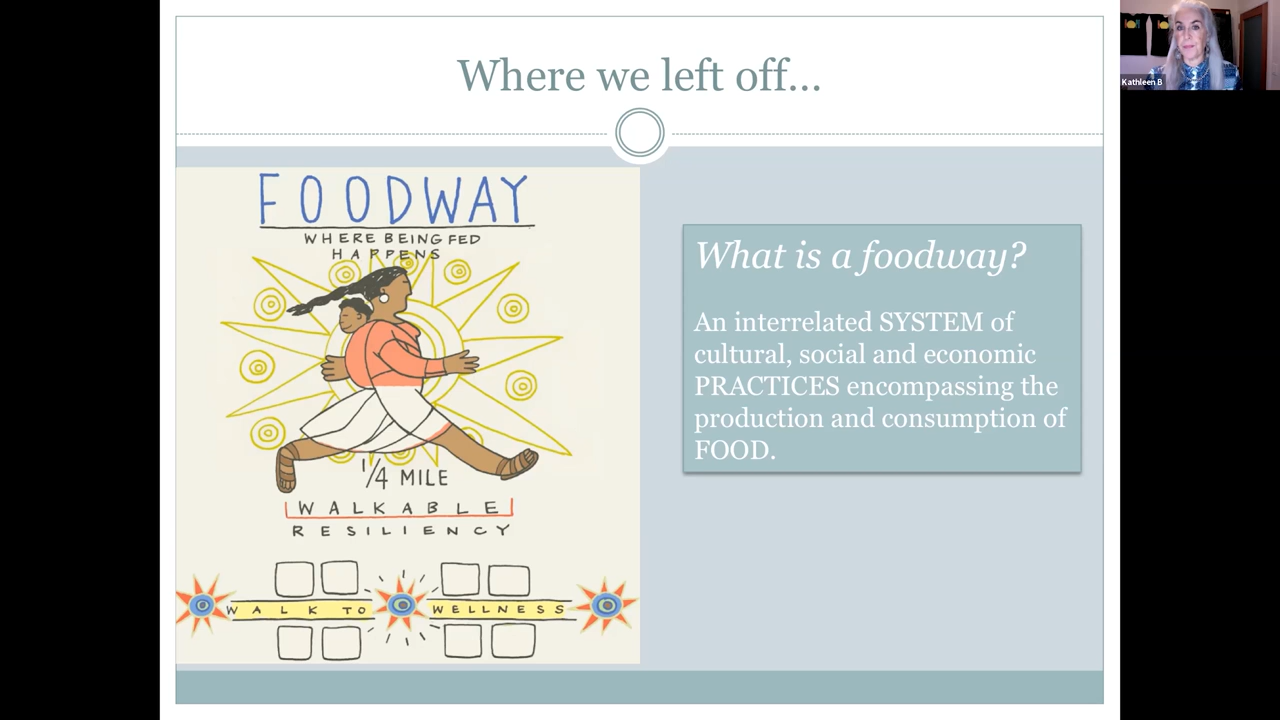 Where we left off...
Kathleen B
FOODWAY
WHERE BEING FED
HAPPENS
1/4 MILE
WALKABLE
RESILIENCY
WALK TO WELLNESS
What is a foodway?
An interrelated SYSTEM of
cultural, social and economic
PRACTICES encompassing the
production and consumption of
FOOD.